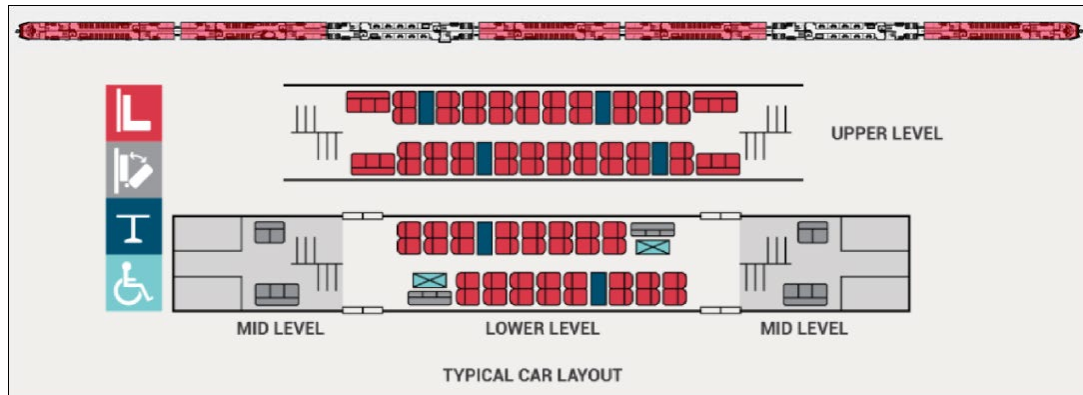 UPPER LEVEL
MID LEVEL
LOWER LEVEL
MID LEVEL
TYPICAL CAR LAYOUT